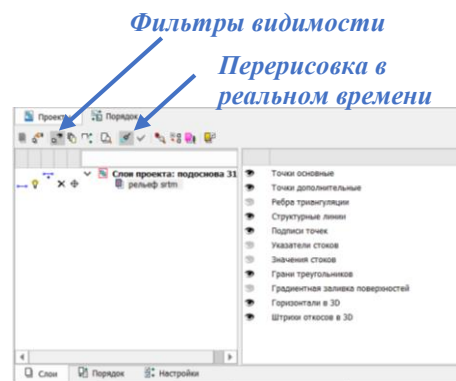 Фильтры видимости
Перерисовка в
реальном времени
Проекты
Порядок
Слои проекта: подоснова 31
рельеф srtm
Точки основные
Точки дополнительные
Ребра триангуляции
Структурные линии
Подписи точек
Указатели стоков
Значения стоков
Грани треугольников
Градиентная заливка поверхностей
Горизонтали в 3D
Штрихи откосов в 3D
Слои
Порядок
Настройки